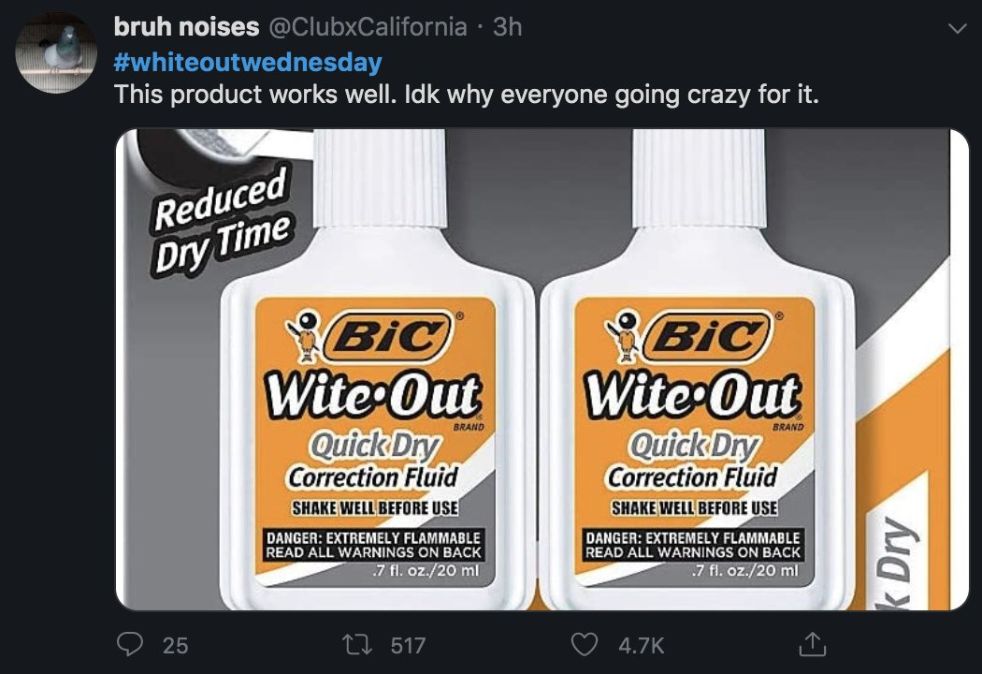 bruh noises @ClubxCalifornia · 3h
#whiteoutwednesday
This product works well. Idk why everyone going crazy for it.
Reduced
Dry Time
BiC®
Wite•Out®
BRAND
Quick Dry
Correction Fluid
SHAKE WELL BEFORE USE
DANGER: EXTREMELY FLAMMABLE
READ ALL WARNINGS ON BACK
.7 fl. oz./20 ml
BiC®
Wite•Out®
BRAND
Quick Dry
Correction Fluid
SHAKE WELL BEFORE USE
DANGER: EXTREMELY FLAMMABLE
READ ALL WARNINGS ON BACK
.7 fl. oz./20 ml
k Dry
25 517 4.7K